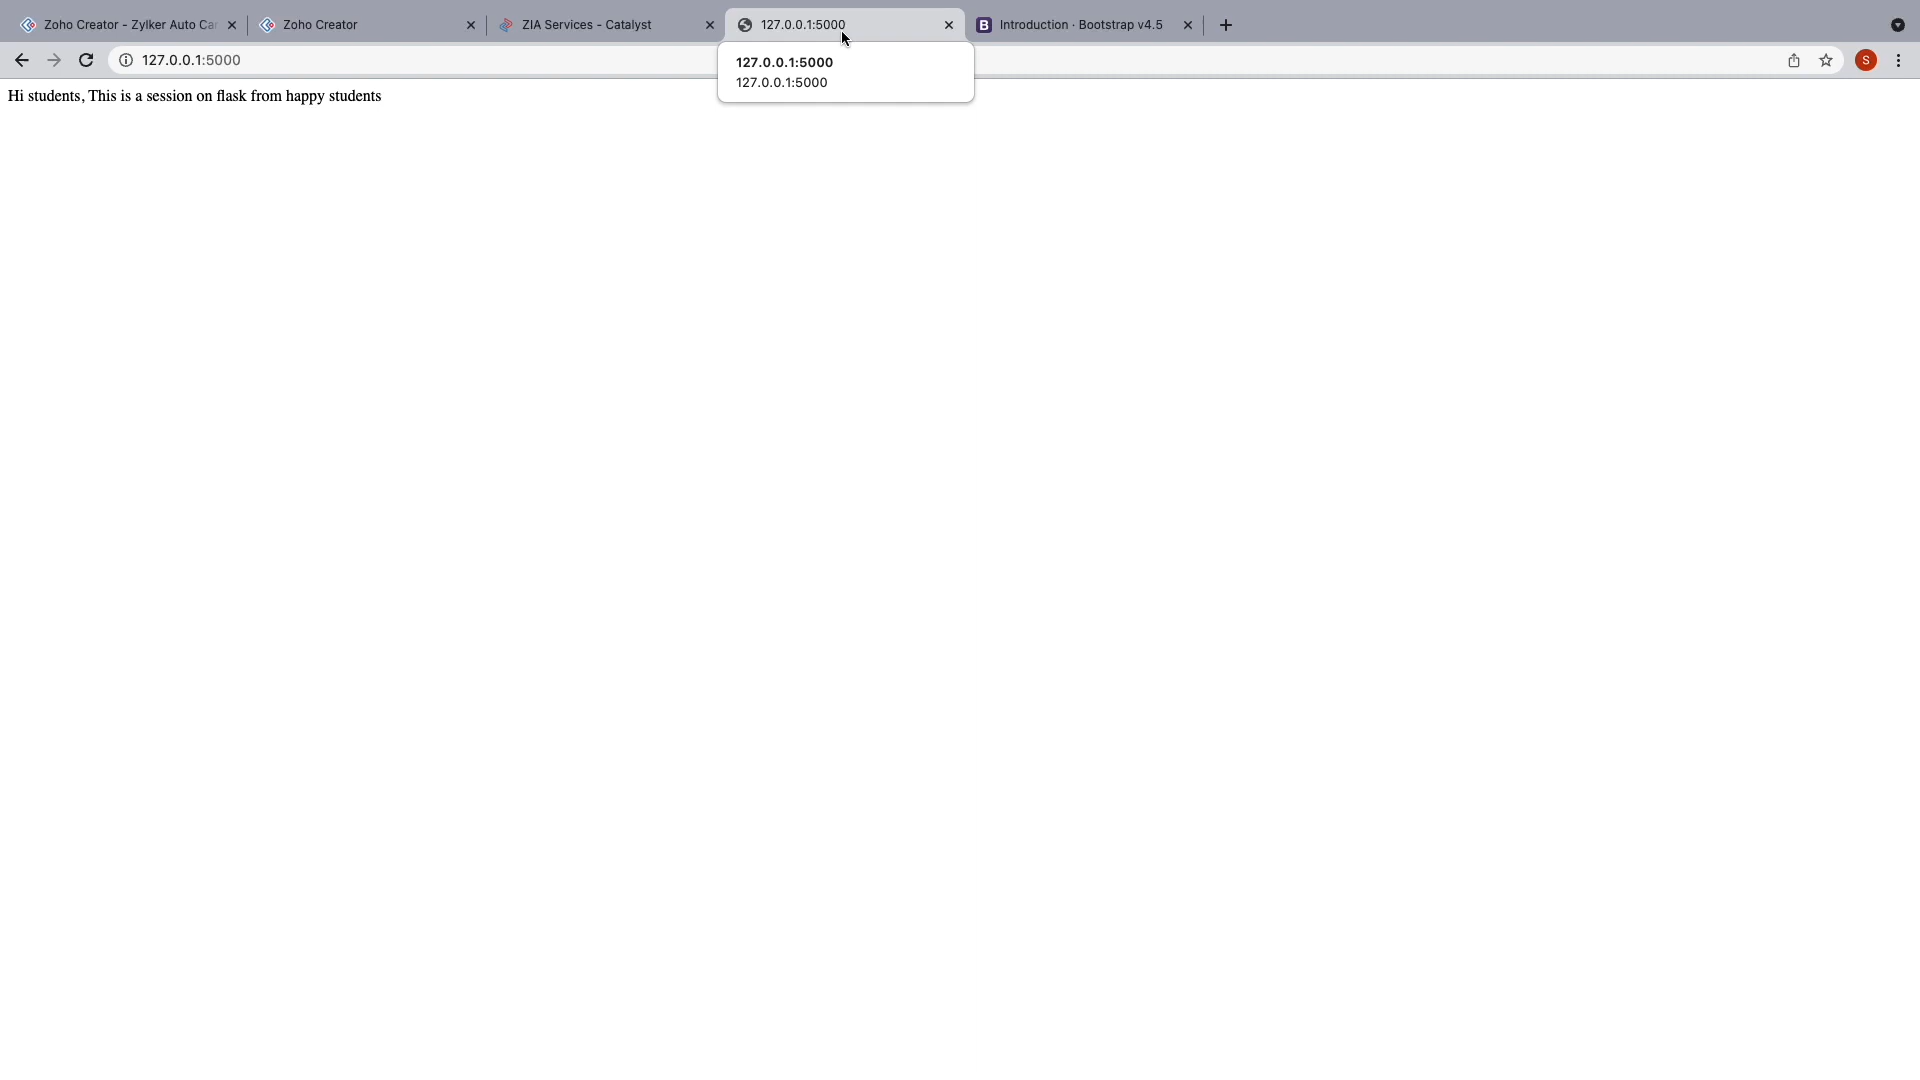 Zoho Creator - Zylker Auto Car
Zoho Creator
ZIA Services - Catalyst
127.0.0.1:5000
B
Introduction · Bootstrap v4.5
127.0.0.1:5000
S
127.0.0.1:5000
127.0.0.1:5000
Hi students, This is a session on flask from happy students